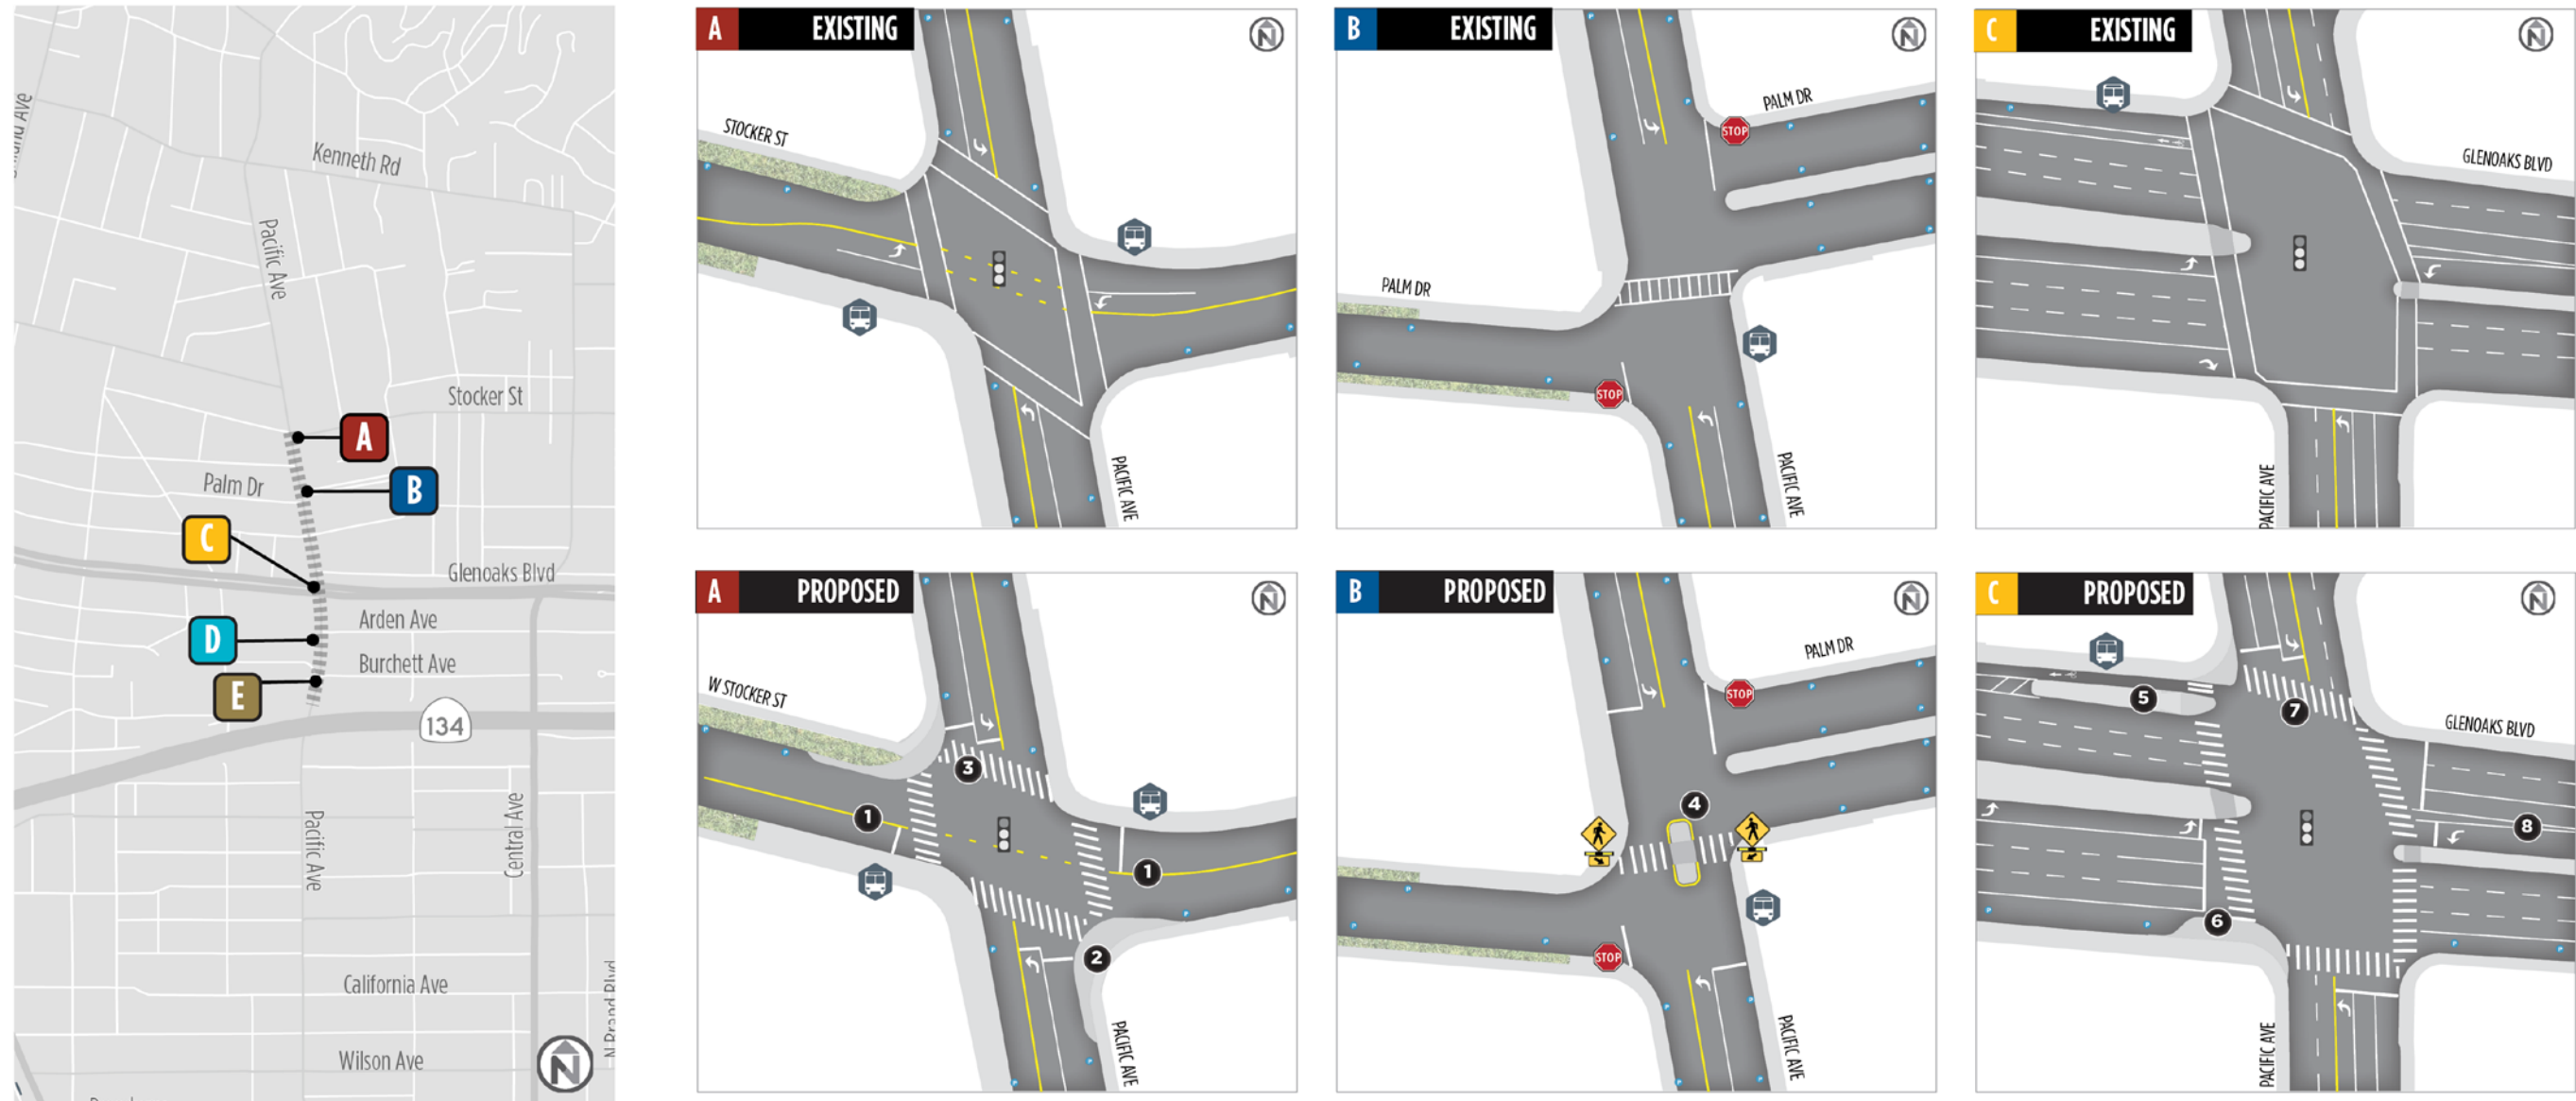 Kenneth Rd
Pacific Ave
Stocker St
A
Palm Dr
B
C
Glenoaks Blvd
Arden Ave
D
Burchett Ave
E
134
Pacific Ave
Central Ave
California Ave
N Brand Blvd
Wilson Ave
N
A EXISTING
N
STOCKER ST
PACIFIC AVE
B EXISTING
N
PALM DR
STOP
PALM DR
STOP
PACIFIC AVE
C EXISTING
N
GLENOAKS BLVD
PACIFIC AVE
A PROPOSED
N
W STOCKER ST
3
1
1
2
PACIFIC AVE
B PROPOSED
N
PALM DR
STOP
4
STOP
PACIFIC AVE
C PROPOSED
N
5
7
GLENOAKS BLVD
8
6
PACIFIC AVE